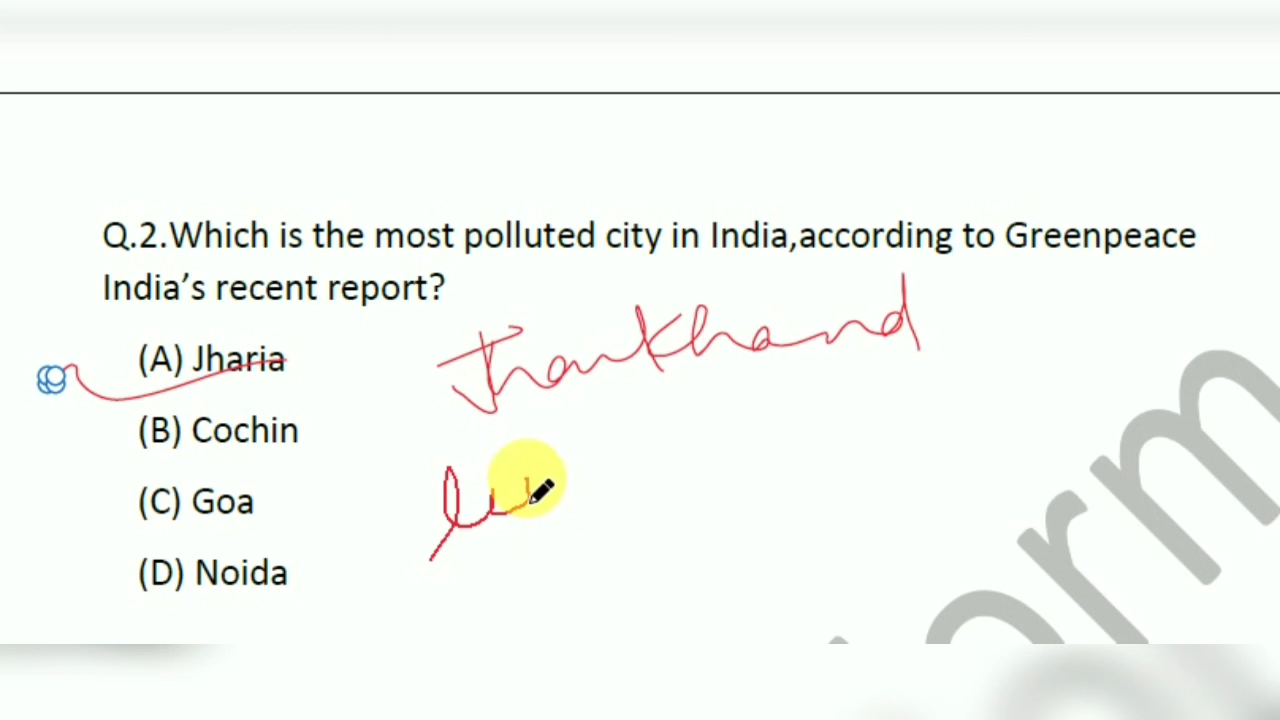 Q.2.Which is the most polluted city in India,according to Greenpeace
India’s recent report?
(A) Jharia
Jharkhand
(B) Cochin
(C) Goa
(D) Noida